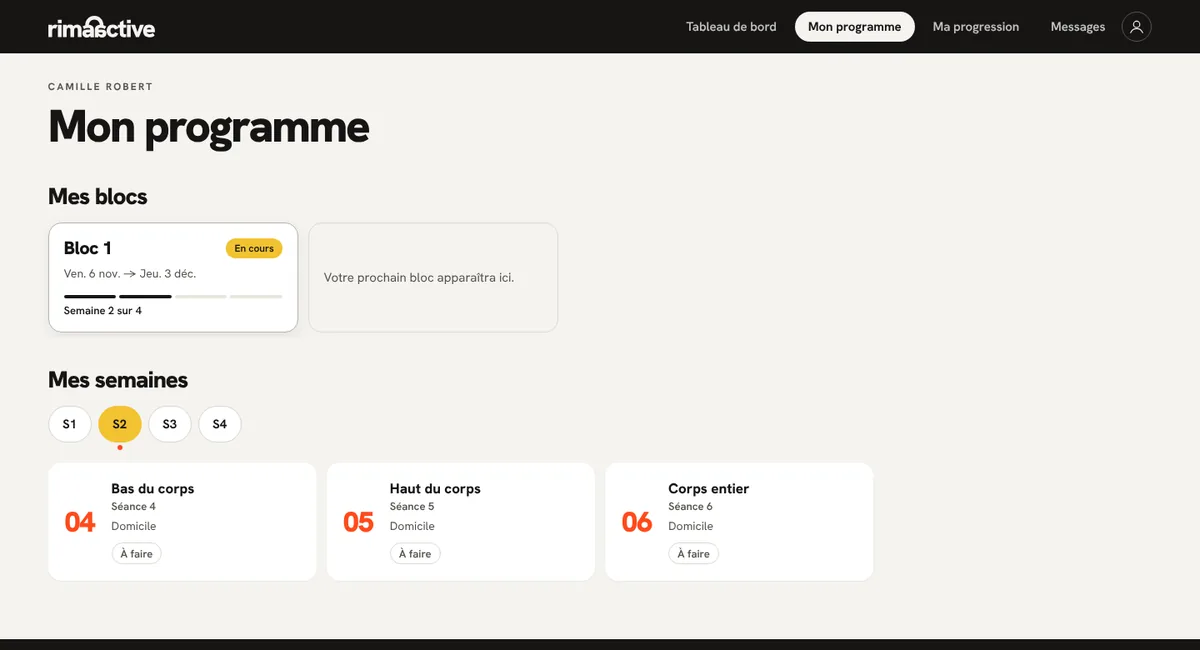 rimaactive
Tableau de bord
Mon programme
Ma progression
Messages
CAMILLE ROBERT
Mon programme
Mes blocs
Bloc 1
En cours
Ven. 6 nov. → Jeu. 3 déc.
Semaine 2 sur 4
Votre prochain bloc apparaîtra ici.
Mes semaines
S1
S2
S3
S4
04
Bas du corps
Séance 4
Domicile
À faire
05
Haut du corps
Séance 5
Domicile
À faire
06
Corps entier
Séance 6
Domicile
À faire